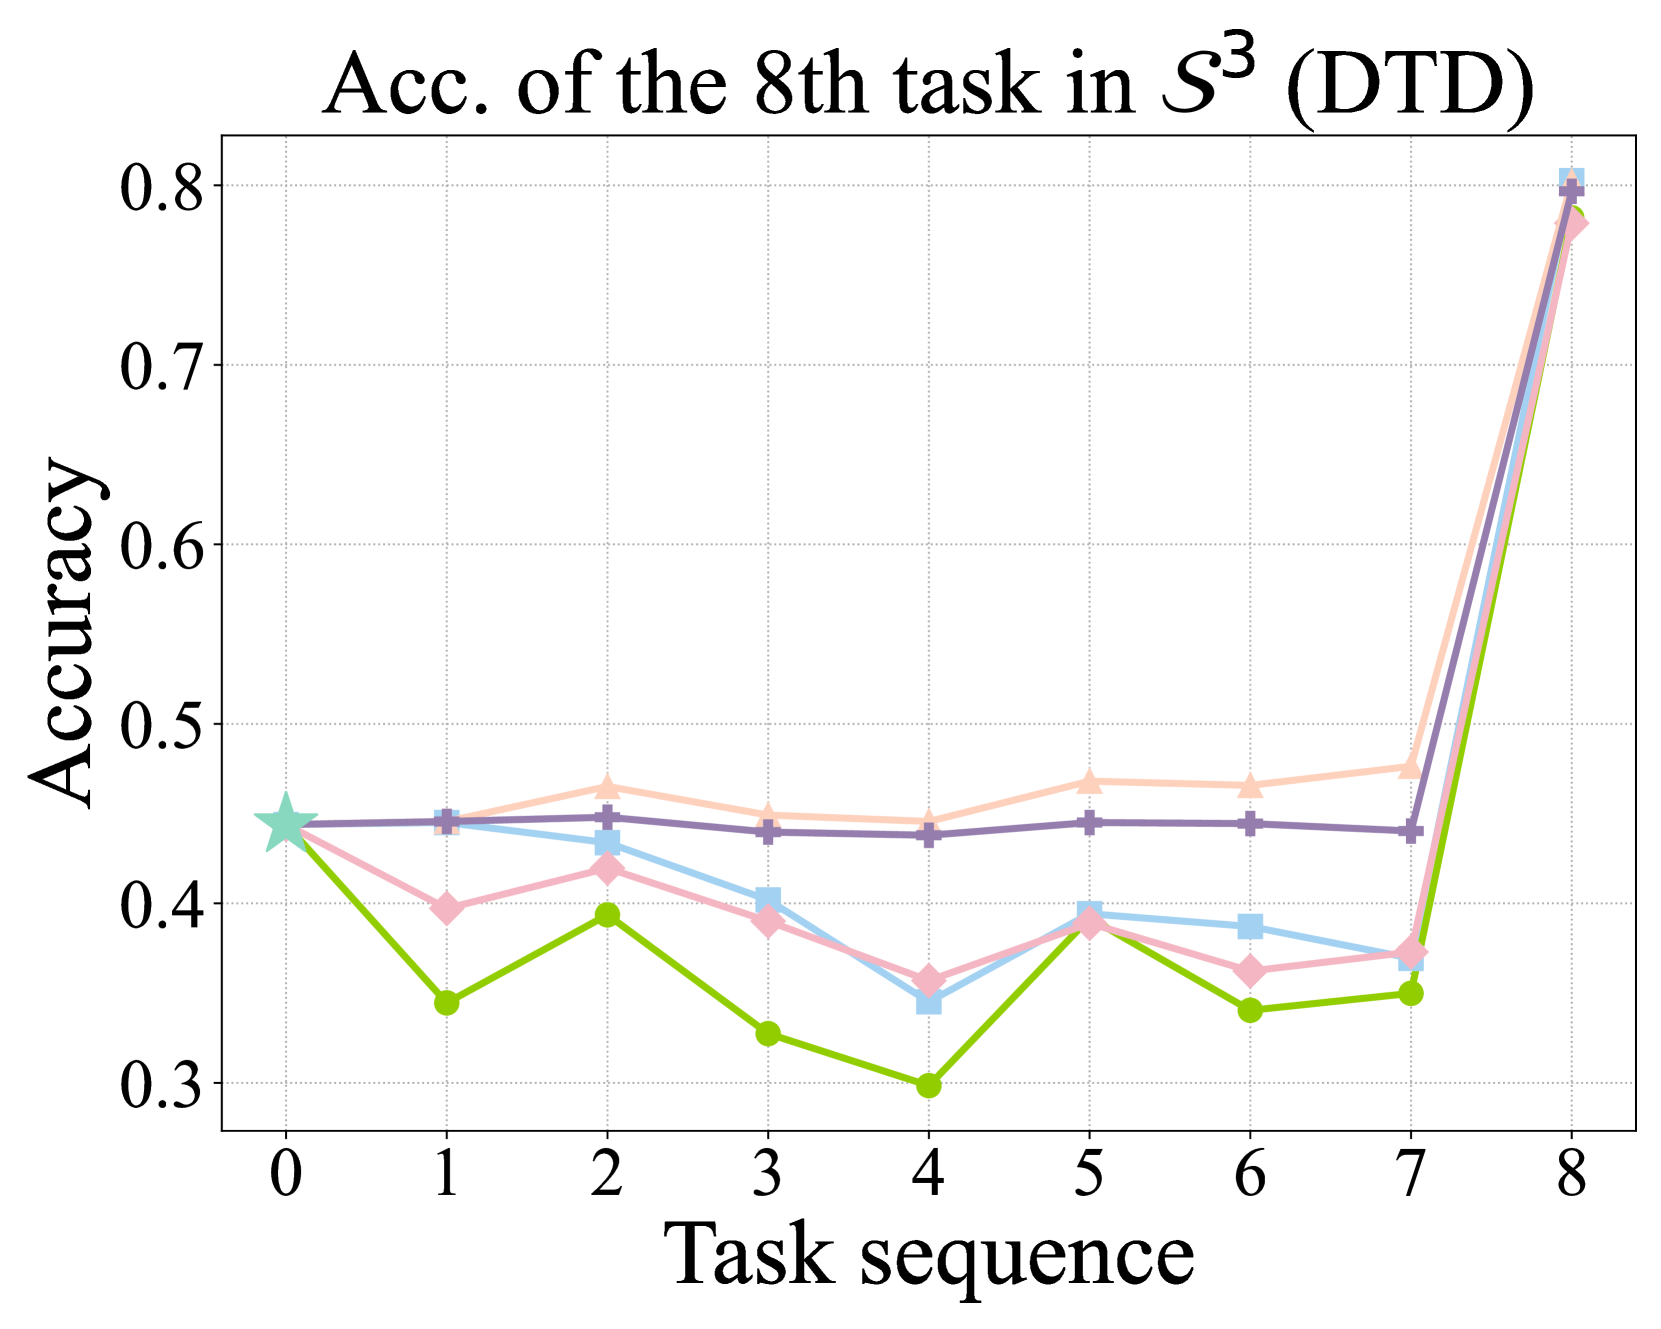 Acc. of the 8th task in 𝒮³ (DTD)
Accuracy
0.8
0.7
0.6
0.5
0.4
0.3
0 1 2 3 4 5 6 7 8
Task sequence